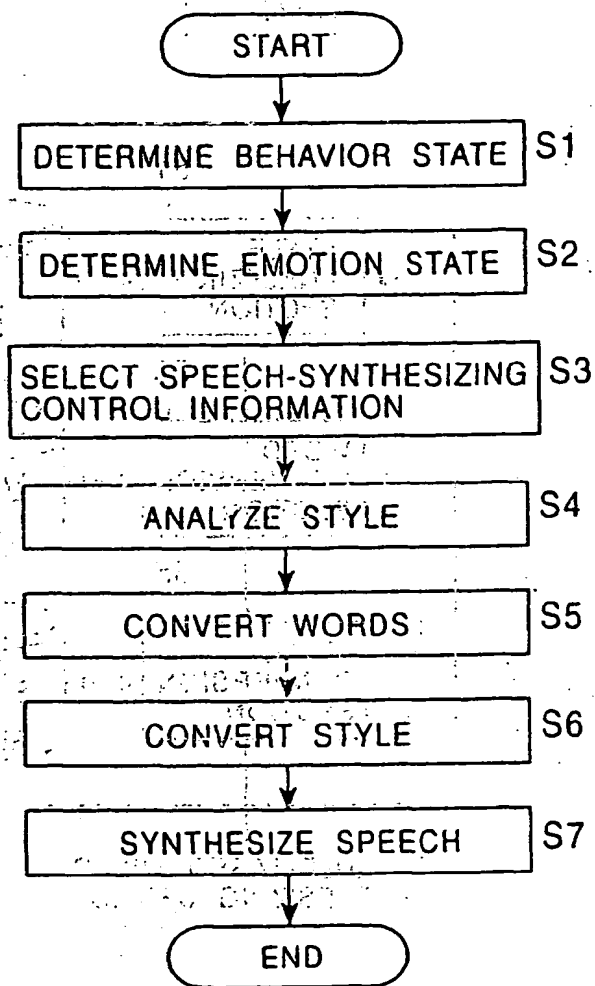 START
DETERMINE BEHAVIOR STATE S1
DETERMINE EMOTION STATE S2
SELECT SPEECH-SYNTHESIZING S3
CONTROL INFORMATION
ANALYZE STYLE S4
CONVERT WORDS S5
CONVERT STYLE S6
SYNTHESIZE SPEECH S7
END